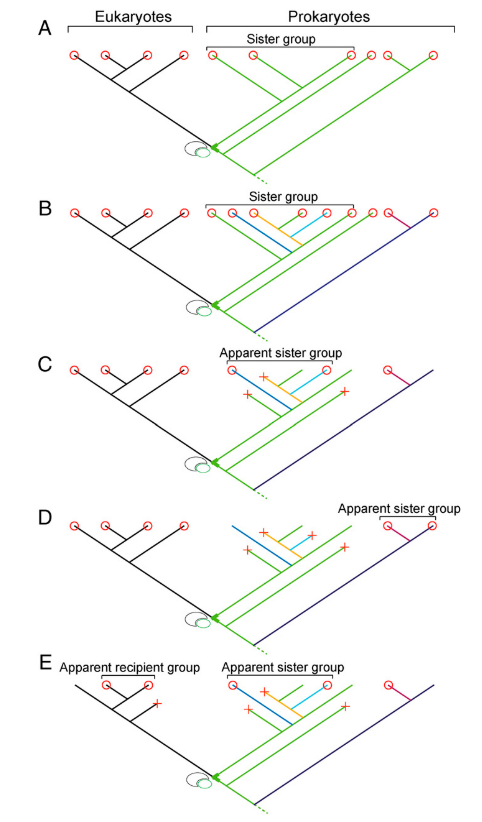 Eukaryotes Prokaryotes
A
Sister group
B
Sister group
C
Apparent sister group
D
Apparent sister group
E
Apparent recipient group Apparent sister group